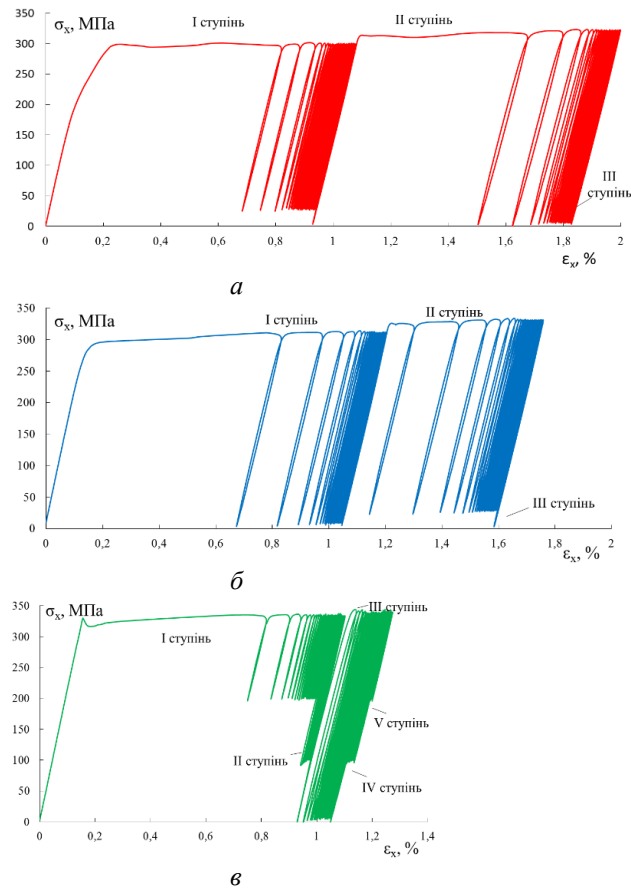 σₓ, МПа
I ступінь
II ступінь
350
300
250
200
150
100
50
0
III
ступінь
0
0,2
0,4
0,6
0,8
1
1,2
1,4
1,6
1,8
2
εₓ, %
а
σₓ, МПа
I ступінь
II ступінь
350
300
250
200
150
100
50
0
III ступінь
0
0,2
0,4
0,6
0,8
1
1,2
1,4
1,6
1,8
2
εₓ, %
б
σₓ, МПа
III ступінь
I ступінь
350
300
250
200
150
100
50
0
V ступінь
II ступінь
IV ступінь
0
0,2
0,4
0,6
0,8
1
1,2
1,4
εₓ, %
в